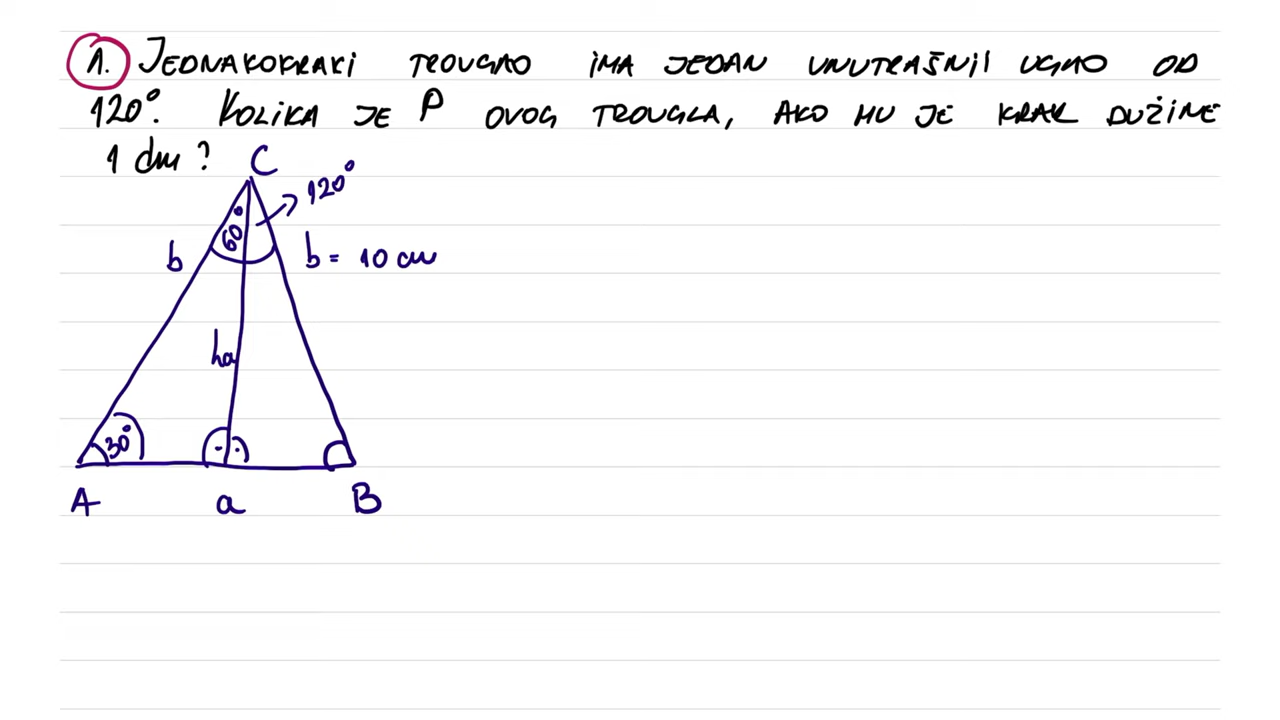 1. JEDNAKOKRAKI TROUGAO IMA JEDAN UNUTRAŠNJI UGAO OD
120°. KOLIKA JE P OVOG TROUGLA, AKO MU JE KRAK DUŽINE
1 dm ?
C
120°
60°
b
b = 10 cm
ha
30°
A
a
B